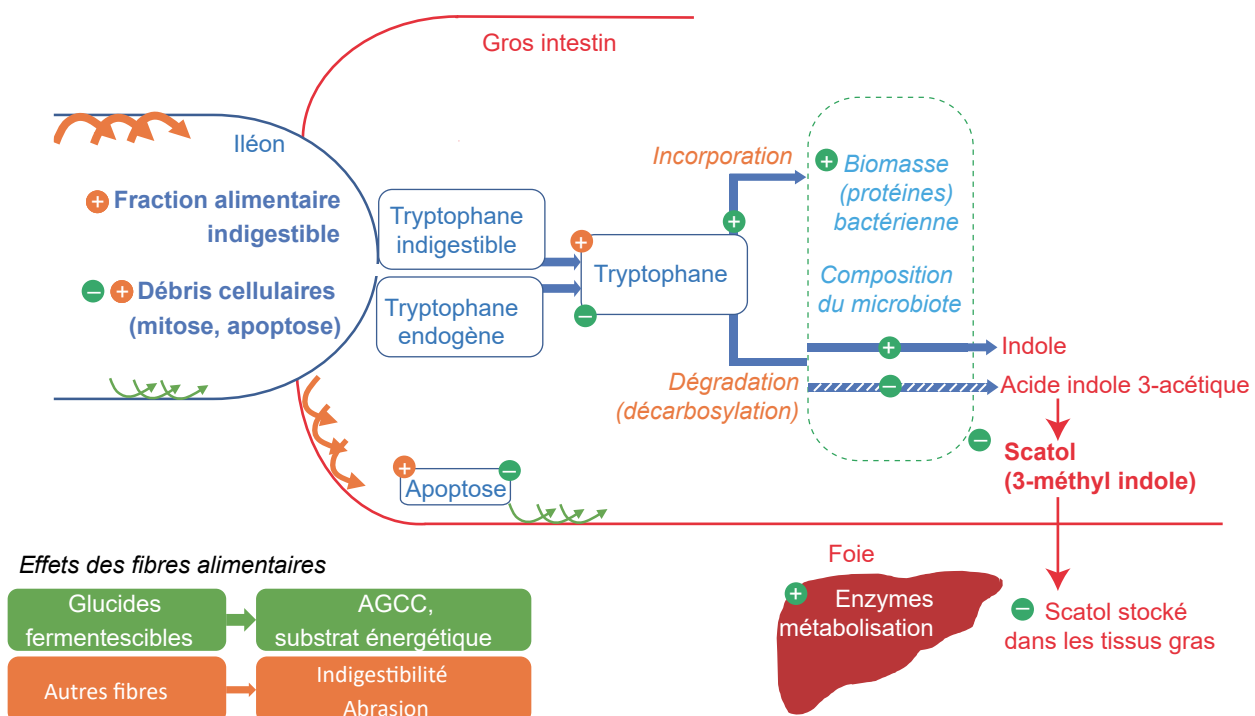 Gros intestin
Iléon
+ Fraction alimentaire
indigestible
− + Débris cellulaires
(mitose, apoptose)
Tryptophane
indigestible
Tryptophane
endogène
+
Tryptophane
−
Incorporation
+
+ Biomasse
(protéines)
bactérienne
Composition
du microbiote
Dégradation
(décarbosylation)
+
Indole
−
Acide indole 3-acétique
−
Scatol
(3-méthyl indole)
+ −
Apoptose
Foie
+ Enzymes
métabolisation
− Scatol stocké
dans les tissus gras
Effets des fibres alimentaires
Glucides
fermentescibles
AGCC,
substrat énergétique
Autres fibres
Indigestibilité
Abrasion